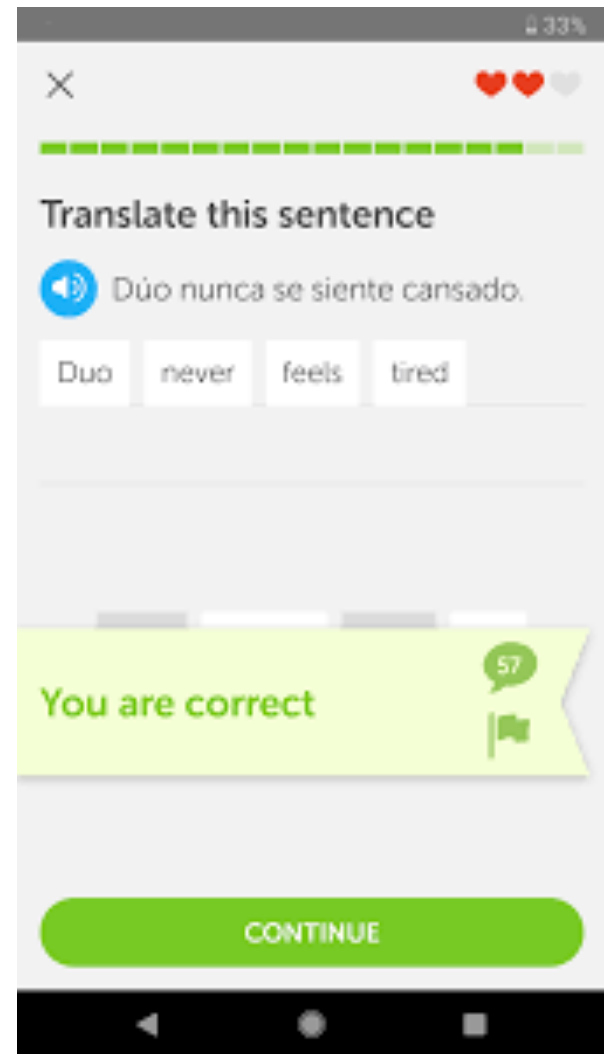 33%
Translate this sentence
Dúo nunca se siente cansado.
Duo never feels tired
57
You are correct
CONTINUE